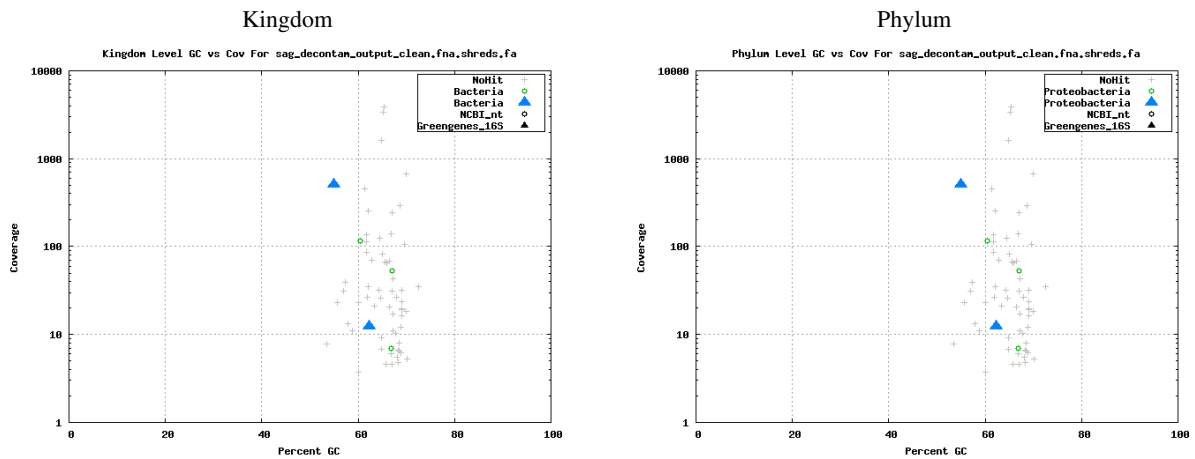 Kingdom
Kingdom Level GC vs Cov For sag_decontam_output_clean.fna.shreds.fa
NoHit
Bacteria
Bacteria
NCBI_nt
Greengenes_16S
10000
1000
100
10
1
Coverage
0 20 40 60 80 100
Percent GC
Phylum
Phylum Level GC vs Cov For sag_decontam_output_clean.fna.shreds.fa
NoHit
Proteobacteria
Proteobacteria
NCBI_nt
Greengenes_16S
10000
1000
100
10
1
Coverage
0 20 40 60 80 100
Percent GC